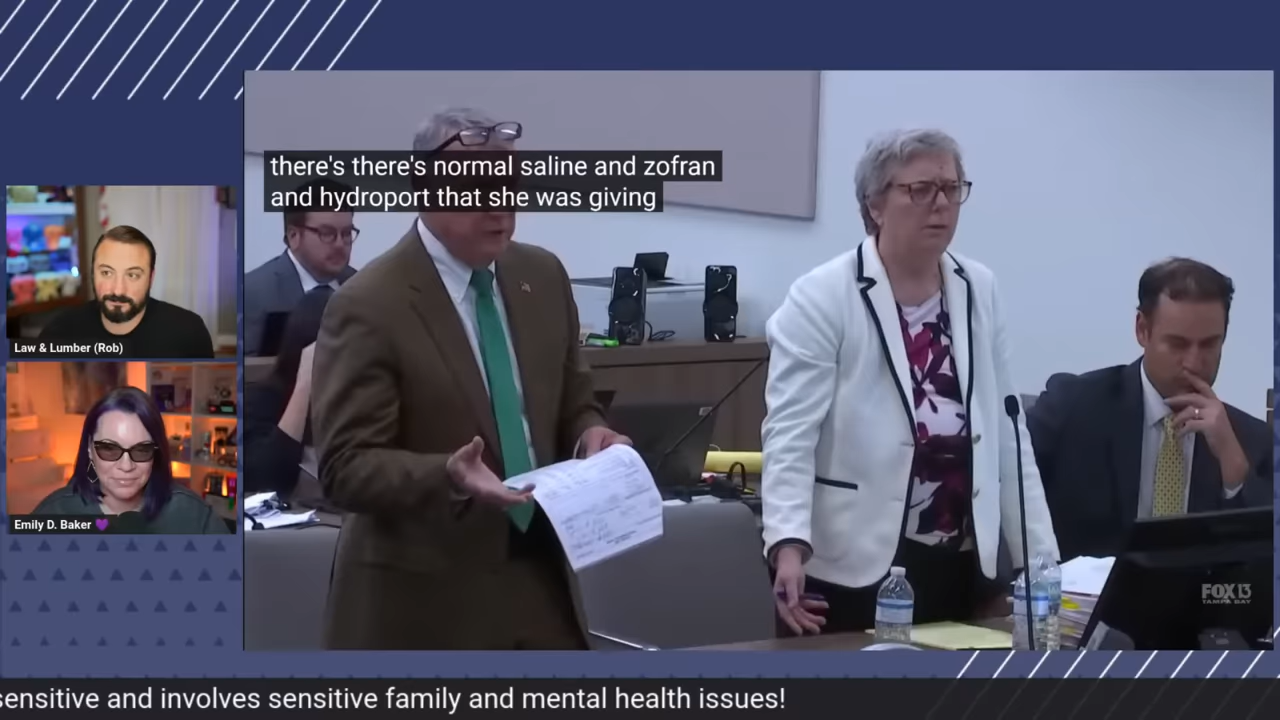 there's there's normal saline and zofran
and hydroport that she was giving
Law & Lumber (Rob)
Emily D. Baker 💜
FOX 13
TAMPA BAY
sensitive and involves sensitive family and mental health issues!